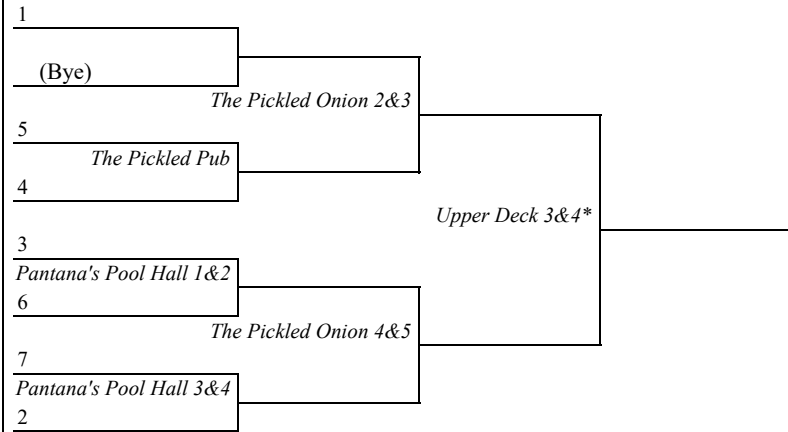 1
(Bye)
The Pickled Onion 2&3
5
The Pickled Pub
4
Upper Deck 3&4*
3
Pantana's Pool Hall 1&2
6
The Pickled Onion 4&5
7
Pantana's Pool Hall 3&4
2